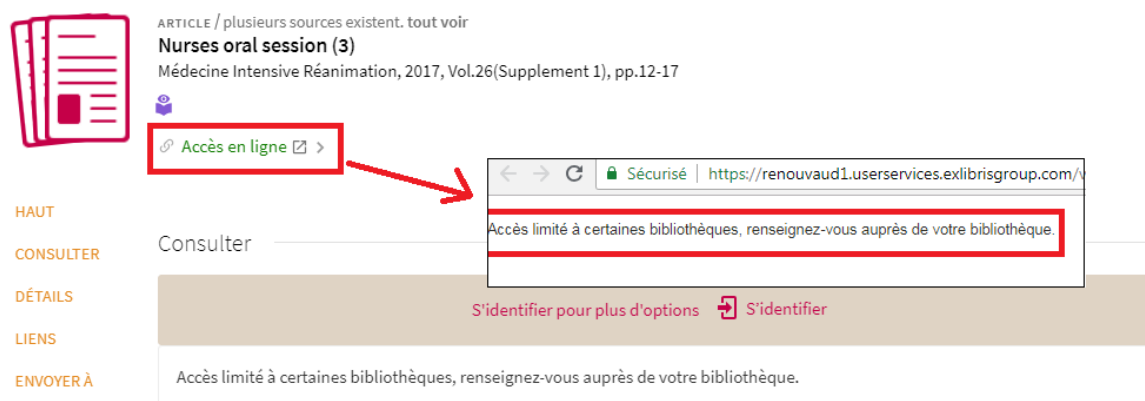 ARTICLE / plusieurs sources existent. tout voir
Nurses oral session (3)
Médecine Intensive Réanimation, 2017, Vol.26(Supplement 1), pp.12-17
Accès en ligne
Sécurisé | https://renouvaud1.userservices.exlibrisgroup.com/
Accès limité à certaines bibliothèques, renseignez-vous auprès de votre bibliothèque.
HAUT
CONSULTER
DÉTAILS
LIENS
ENVOYER À
Consulter
S'identifier pour plus d'options S'identifier
Accès limité à certaines bibliothèques, renseignez-vous auprès de votre bibliothèque.